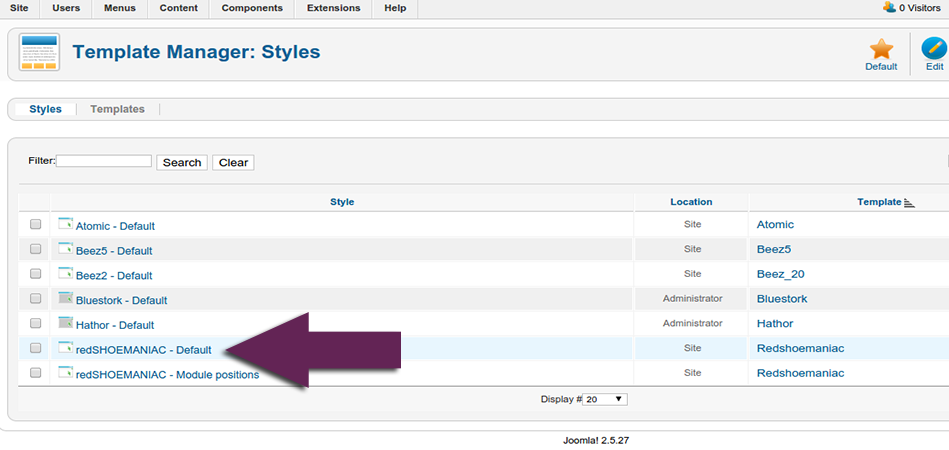 Site Users Menus Content Components Extensions Help 0 Visitors
Template Manager: Styles
Default Edit
Styles Templates
Filter: Search Clear
Style Location Template
Atomic - Default Site Atomic
Beez5 - Default Site Beez5
Beez2 - Default Site Beez_20
Bluestork - Default Administrator Bluestork
Hathor - Default Administrator Hathor
redSHOEMANIAC - Default Site Redshoemaniac
redSHOEMANIAC - Module positions Site Redshoemaniac
Display # 20
Joomla! 2.5.27